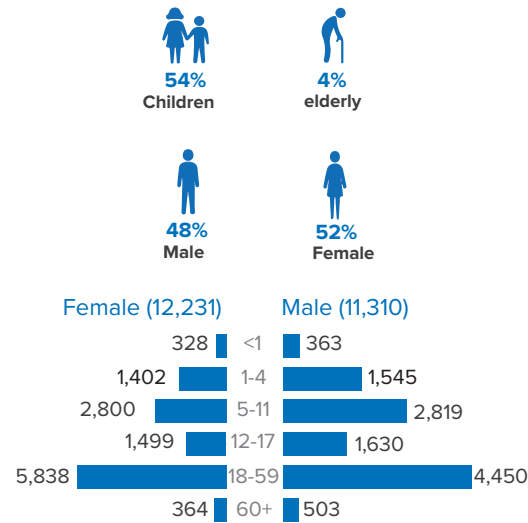 54% 4%
Children elderly
48% 52%
Male Female
Female (12,231) Male (11,310)
328 <1 363
1,402 1-4 1,545
2,800 5-11 2,819
1,499 12-17 1,630
5,838 18-59 4,450
364 60+ 503